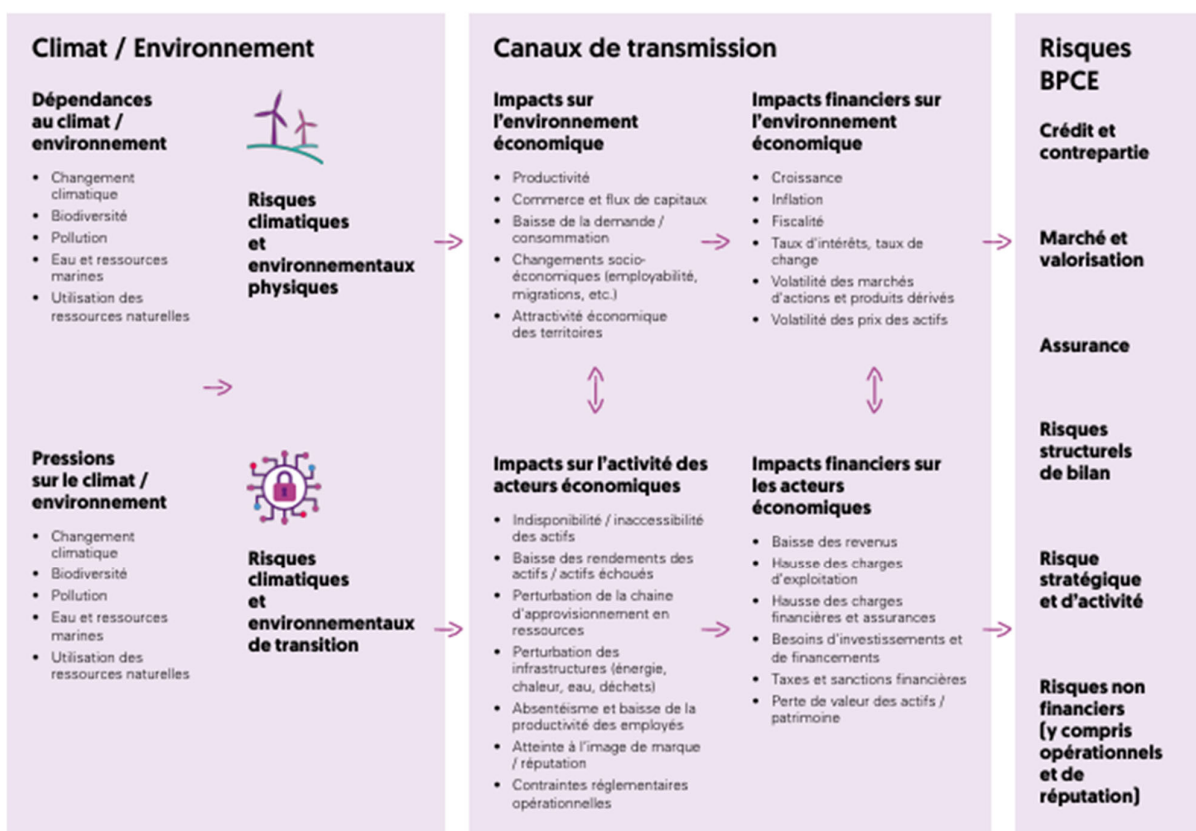 Climat / Environnement
Dépendances
au climat /
environnement
• Changement
climatique
• Biodiversité
• Pollution
• Eau et ressources
marines
• Utilisation des
ressources naturelles
Risques
climatiques
et
environnementaux
physiques
Pressions
sur le climat /
environnement
• Changement
climatique
• Biodiversité
• Pollution
• Eau et ressources
marines
• Utilisation des
ressources naturelles
Risques
climatiques
et
environnementaux
de transition
Canaux de transmission
Impacts sur
l'environnement
économique
• Productivité
• Commerce et flux de capitaux
• Baisse de la demande /
consommation
• Changements socio-
économiques (employabilité,
migrations, etc.)
• Attractivité économique
des territoires
Impacts financiers sur
l'environnement
économique
• Croissance
• Inflation
• Fiscalité
• Taux d'intérêts, taux de
change
• Volatilité des marchés
d'actions et produits dérivés
• Volatilité des prix des actifs
Impacts sur l'activité des
acteurs économiques
• Indisponibilité / inaccessibilité
des actifs
• Baisse des rendements des
actifs / actifs échoués
• Perturbation de la chaine
d'approvisionnement en
ressources
• Perturbation des
infrastructures (énergie,
chaleur, eau, déchets)
• Absentéisme et baisse de la
productivité des employés
• Atteinte à l'image de marque
/ réputation
• Contraintes réglementaires
opérationnelles
Impacts financiers sur
les acteurs
économiques
• Baisse des revenus
• Hausse des charges
d'exploitation
• Hausse des charges
financières et assurances
• Besoins d'investissements et
de financements
• Taxes et sanctions financières
• Perte de valeur des actifs /
patrimoine
Risques
BPCE
Crédit et
contrepartie
Marché et
valorisation
Assurance
Risques
structurels
de bilan
Risque
stratégique
et d'activité
Risques non
financiers
(y compris
opérationnels
et de
réputation)